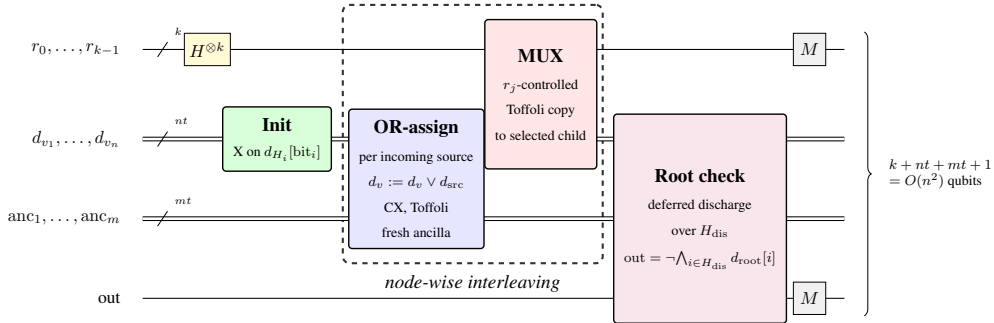 r₀, …, rₖ₋₁
k
H^{⊗k}
MUX
r_j-controlled
Toffoli copy
to selected child
M
d_{v₁}, …, d_{vₙ}
nt
Init
X on d_{H_i}[bit_i]
OR-assign
per incoming source
d_v := d_v ∨ d_src
CX, Toffoli
fresh ancilla
Root check
deferred discharge
over H_dis
out = ¬⋀_{i∈H_dis} d_root[i]
k + nt + mt + 1
= O(n²) qubits
anc₁, …, anc_m
mt
node-wise interleaving
out
M